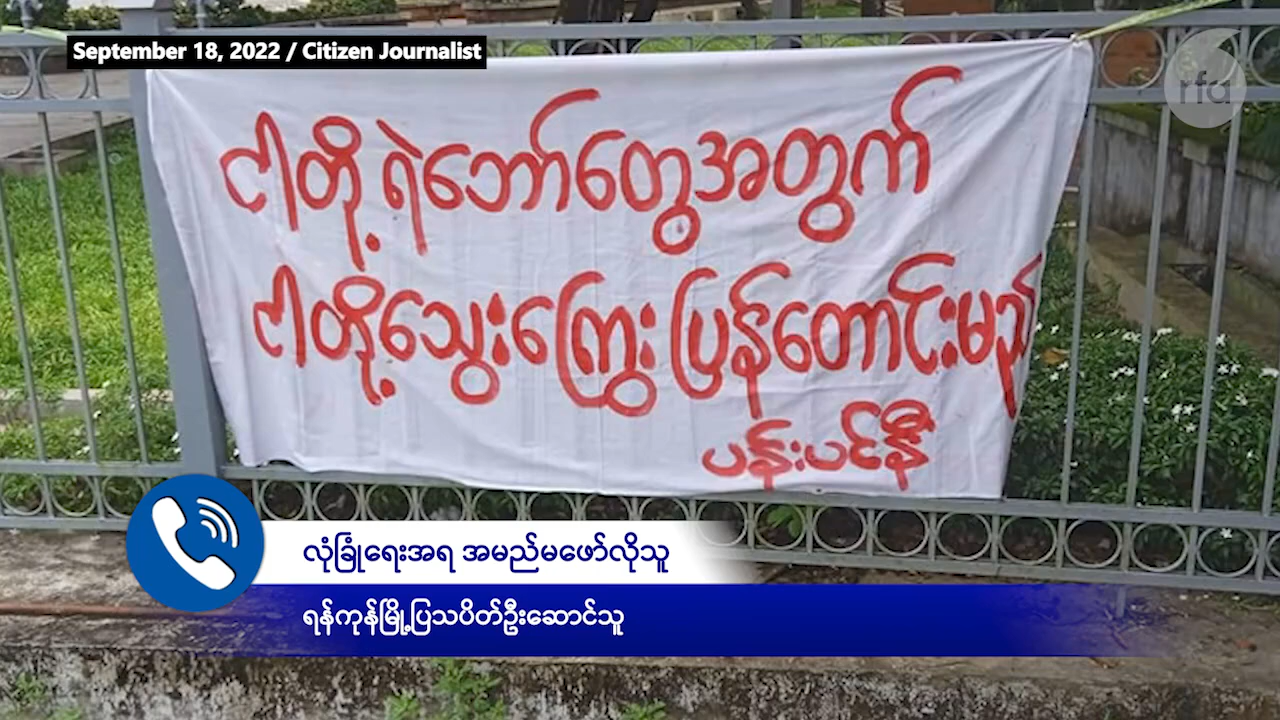 September 18, 2022 / Citizen Journalist
rfa
ငါတို့ ရဲဘော်တွေအတွက်
ငါတို့သွေးကြွေး ပြန်တောင်းမည်
ပန်းပင်နီ
လုံခြုံရေးအရ အမည်မဖော်လိုသူ
ရန်ကုန်မြို့ပြသပိတ်ဦးဆောင်သူ